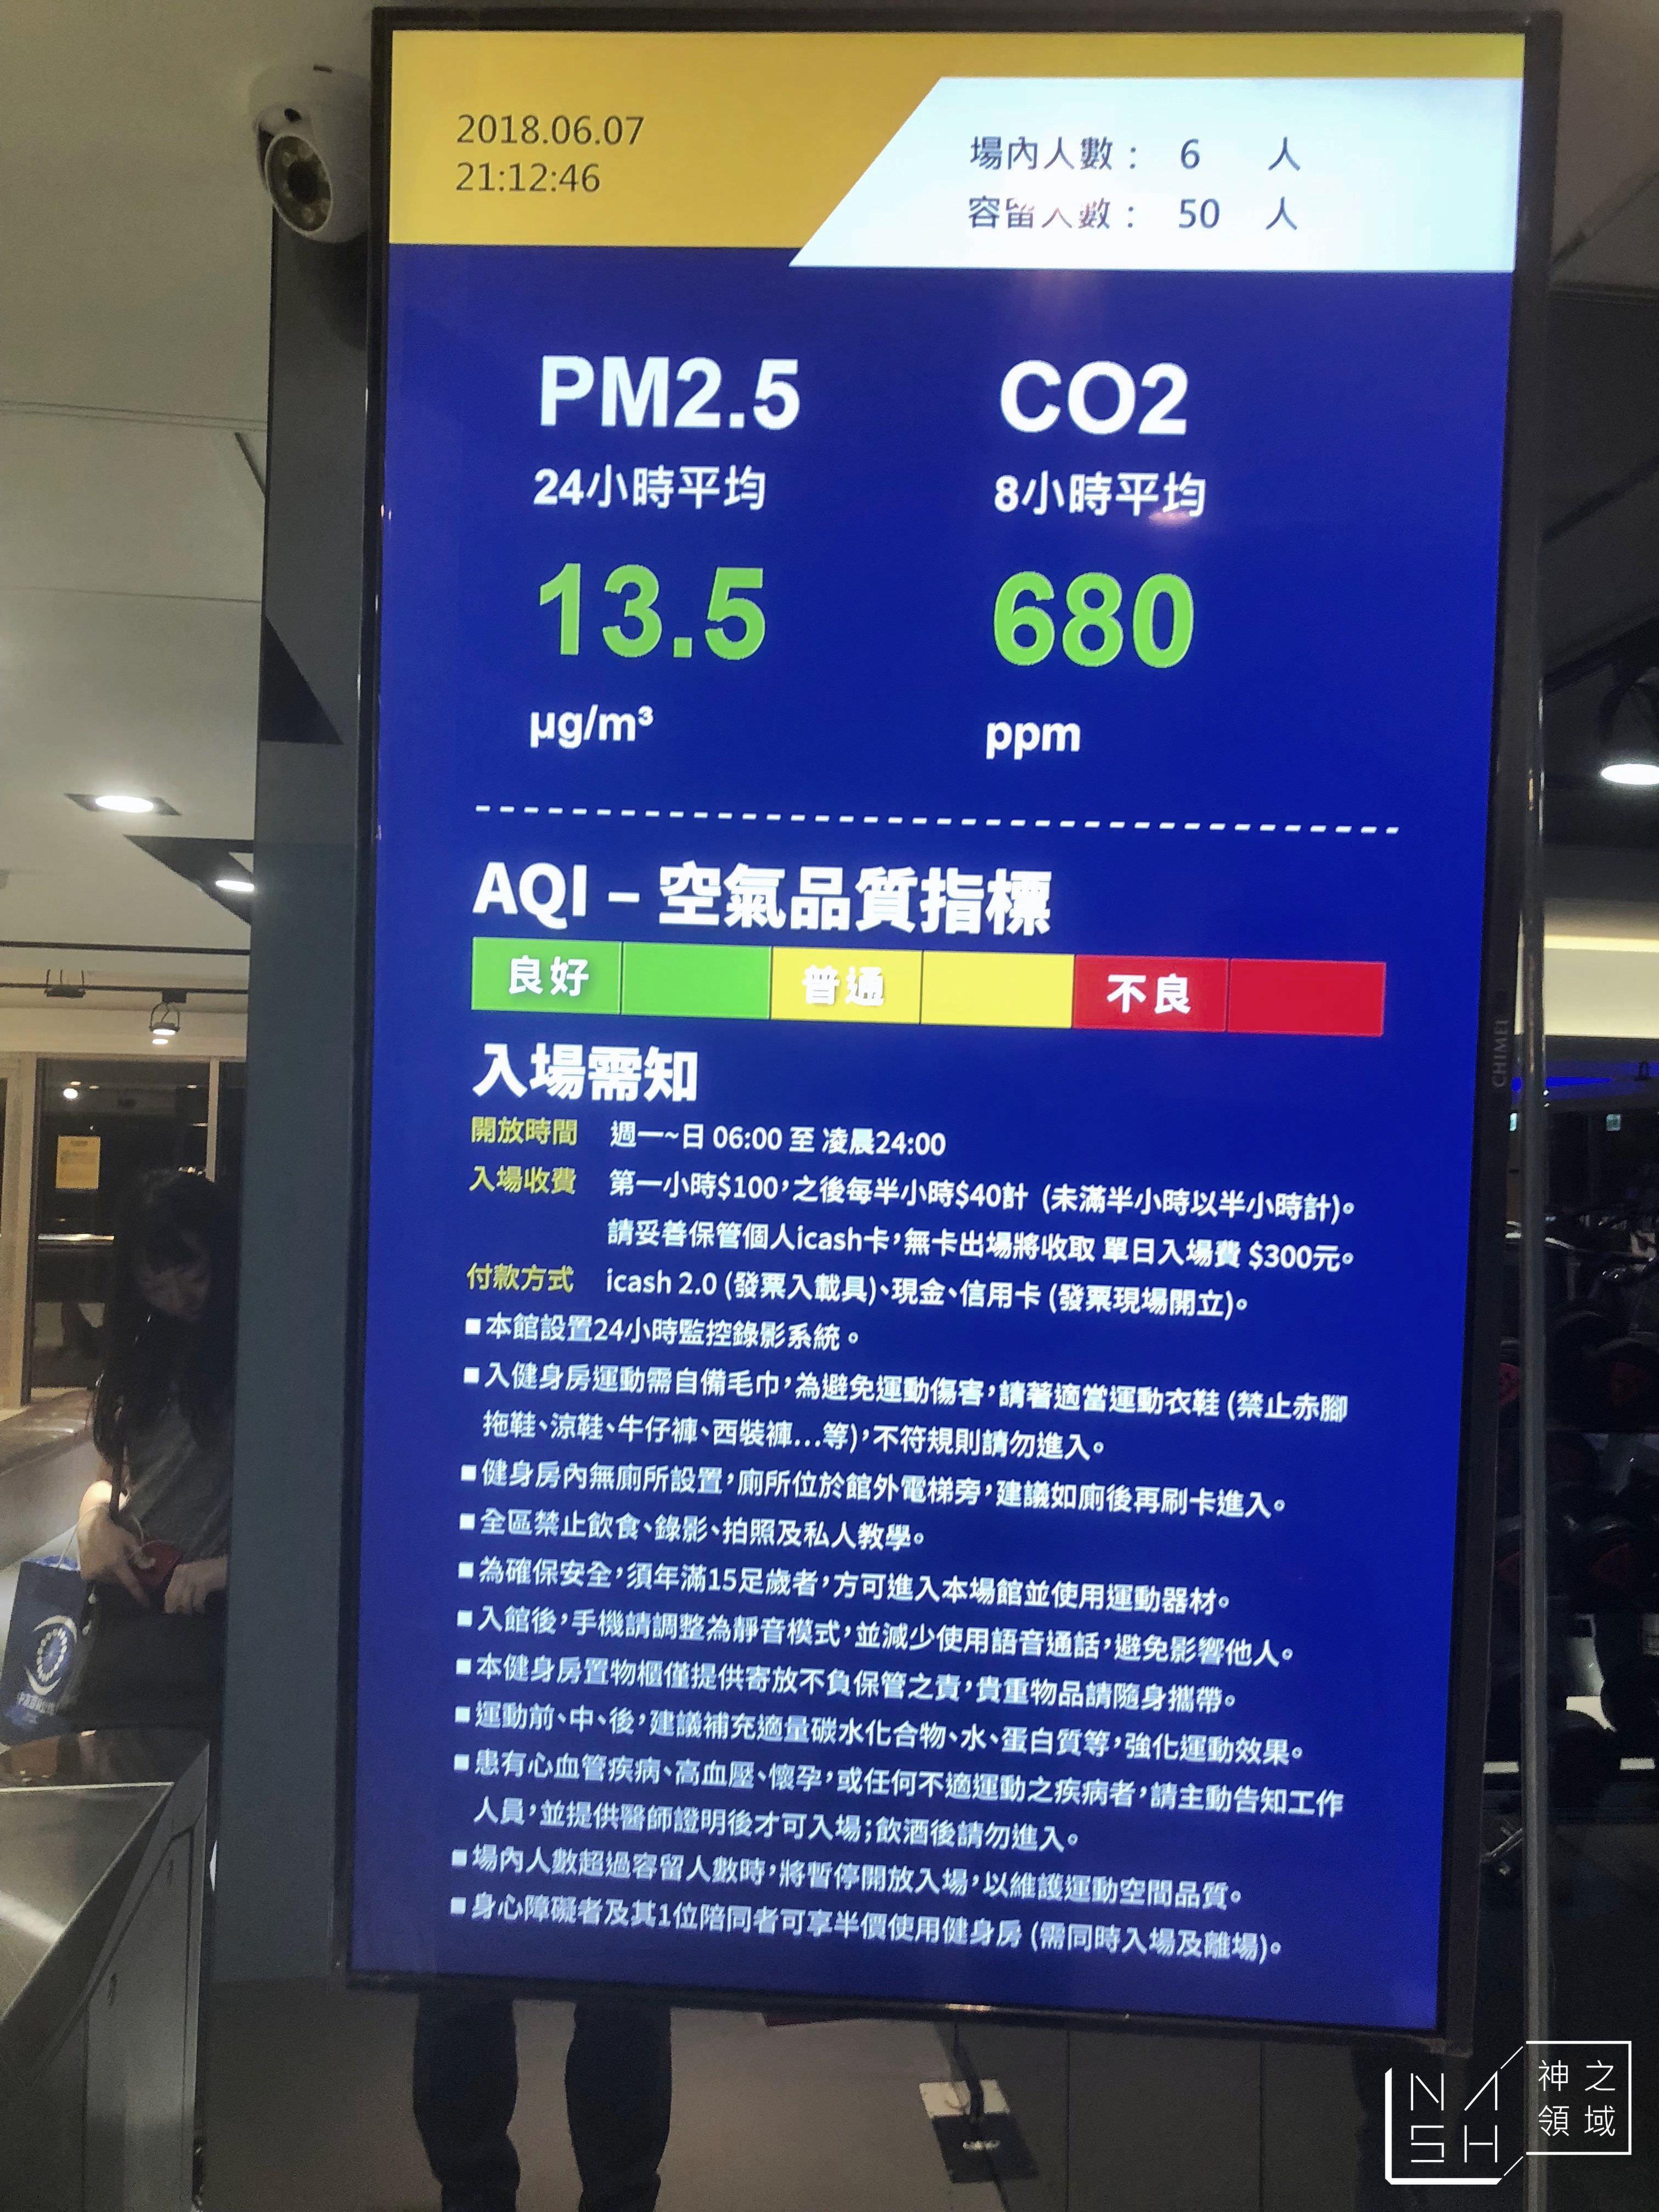 2018.06.07
21:12:46
場內人數： 6 人
容留人數： 50 人
PM2.5
24小時平均
13.5
μg/m³
CO2
8小時平均
680
ppm
AQI – 空氣品質指標
良好 普通 不良
入場需知
開放時間 週一~日 06:00 至 凌晨24:00
入場收費 第一小時$100，之後每半小時$40計 (未滿半小時以半小時計)。
請妥善保管個人icash卡，無卡出場將收取 單日入場費 $300元。
付款方式 icash 2.0 (發票入載具)、現金、信用卡 (發票現場開立)。
■本館設置24小時監控錄影系統。
■入健身房運動需自備毛巾，為避免運動傷害，請著適當運動衣鞋 (禁止赤腳
拖鞋、涼鞋、牛仔褲、西裝褲...等)，不符規則請勿進入。
■健身房內無廁所設置，廁所位於館外電梯旁，建議如廁後再刷卡進入。
■全區禁止飲食、錄影、拍照及私人教學。
■為確保安全，須年滿15足歲者，方可進入本場館並使用運動器材。
■入館後，手機請調整為靜音模式，並減少使用語音通話，避免影響他人。
■本健身房置物櫃僅提供寄放不負保管之責，貴重物品請隨身攜帶。
■運動前、中、後，建議補充適量碳水化合物、水、蛋白質等，強化運動效果。
■患有心血管疾病、高血壓、懷孕，或任何不適運動之疾病者，請主動告知工作
人員，並提供醫師證明後才可入場；飲酒後請勿進入。
■場內人數超過容留人數時，將暫停開放入場，以維護運動空間品質。
■身心障礙者及其1位陪同者可享半價使用健身房 (需同時入場及離場)。
CHIMEI
NASH
神之領域